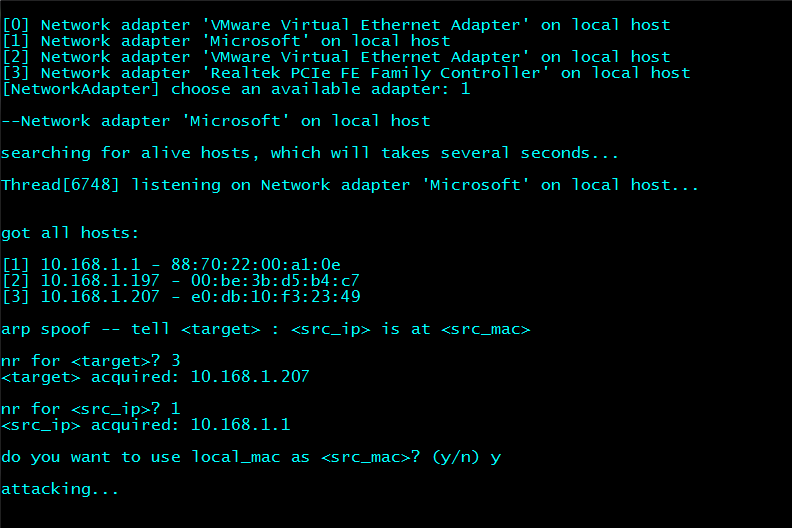 [0] Network adapter 'VMware Virtual Ethernet Adapter' on local host
[1] Network adapter 'Microsoft' on local host
[2] Network adapter 'VMware Virtual Ethernet Adapter' on local host
[3] Network adapter 'Realtek PCIe FE Family Controller' on local host
[NetworkAdapter] choose an available adapter: 1
--Network adapter 'Microsoft' on local host
searching for alive hosts, which will takes several seconds...
Thread[6748] listening on Network adapter 'Microsoft' on local host...
got all hosts:
[1] 10.168.1.1 - 88:70:22:00:a1:0e
[2] 10.168.1.197 - 00:be:3b:d5:b4:c7
[3] 10.168.1.207 - e0:db:10:f3:23:49
arp spoof -- tell <target> : <src_ip> is at <src_mac>
nr for <target>? 3
<target> acquired: 10.168.1.207
nr for <src_ip>? 1
<src_ip> acquired: 10.168.1.1
do you want to use local_mac as <src_mac>? (y/n) y
attacking...